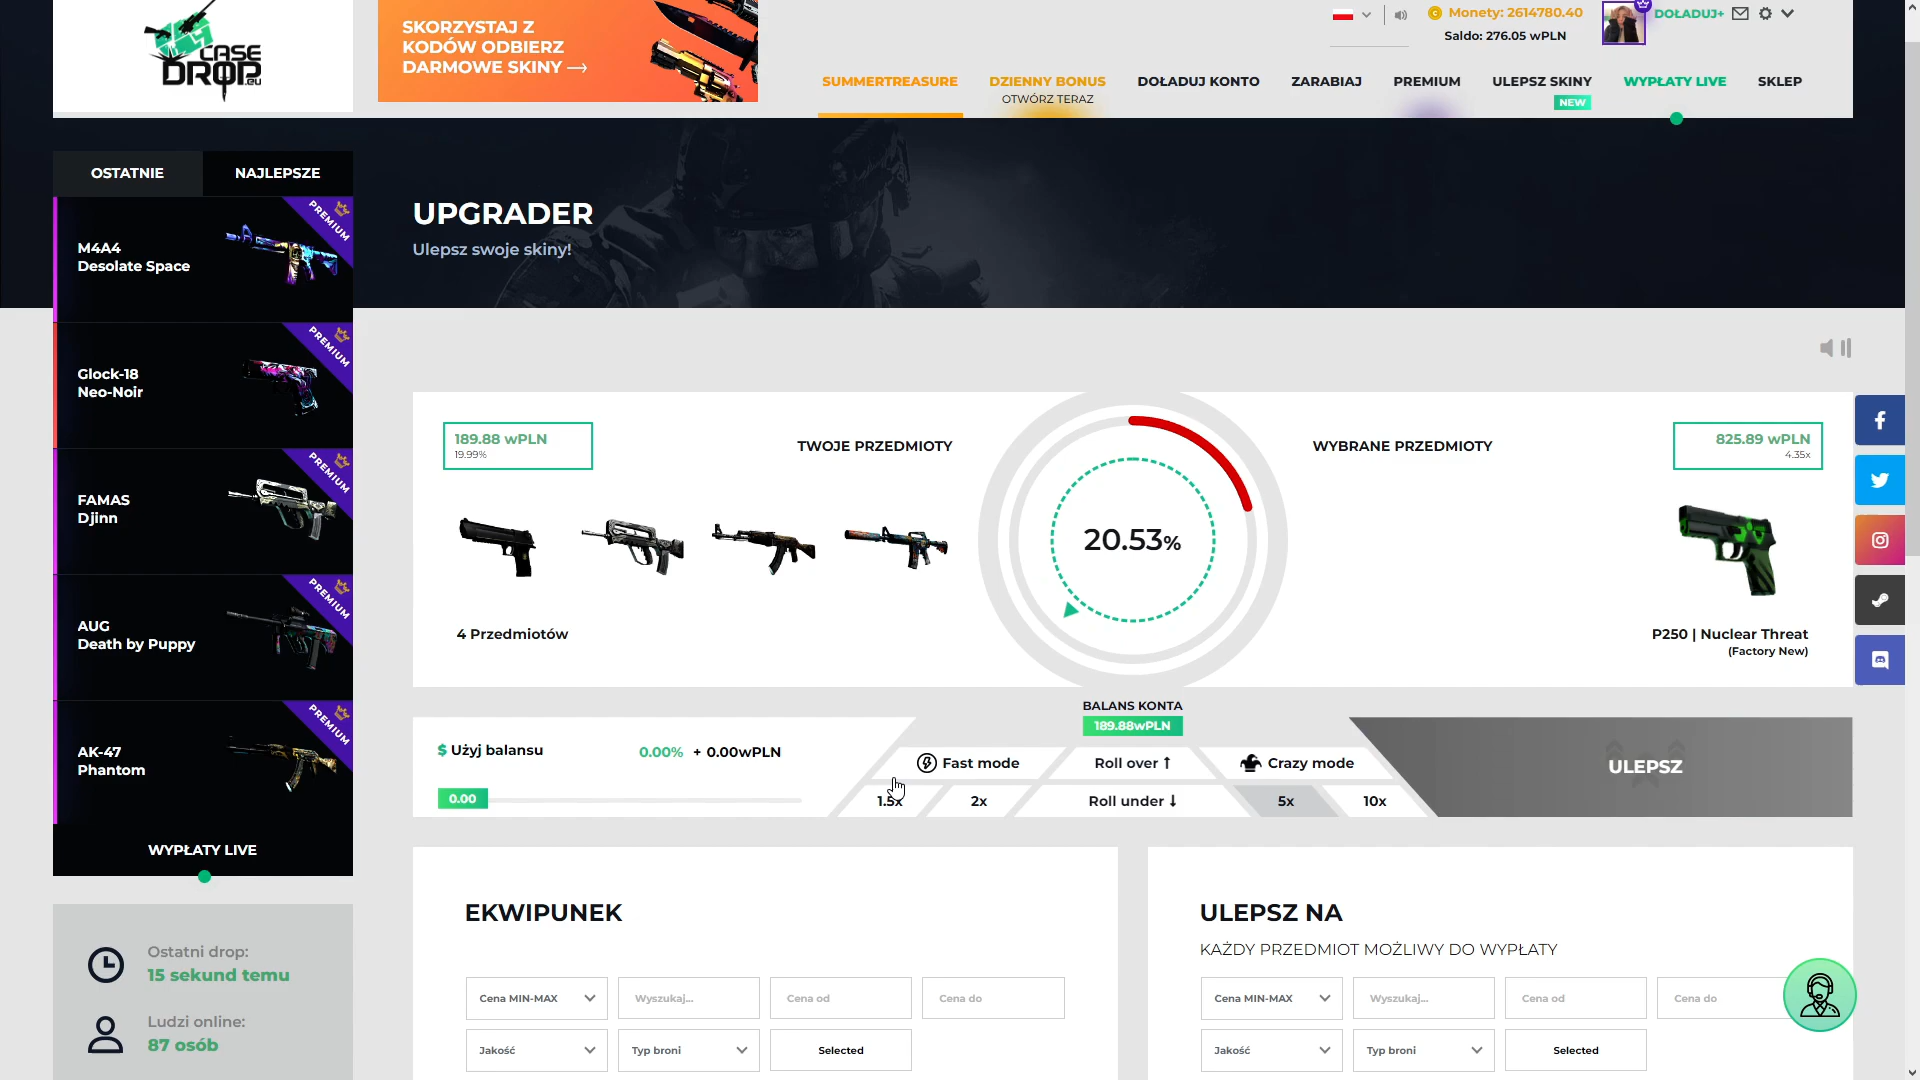 CASE
DROP.EU
SKORZYSTAJ Z
KODÓW ODBIERZ
DARMOWE SKINY →
Monety: 2614780.40
Saldo: 276.05 wPLN
DOŁADUJ+
SUMMERTREASURE
DZIENNY BONUS
OTWÓRZ TERAZ
DOŁADUJ KONTO
ZARABIAJ
PREMIUM
ULEPSZ SKINY
NEW
WYPŁATY LIVE
SKLEP
OSTATNIE
NAJLEPSZE
PREMIUM
M4A4
Desolate Space
PREMIUM
Glock-18
Neo-Noir
PREMIUM
FAMAS
Djinn
PREMIUM
AUG
Death by Puppy
PREMIUM
AK-47
Phantom
WYPŁATY LIVE
Ostatni drop:
15 sekund temu
Ludzi online:
87 osób
UPGRADER
Ulepsz swoje skiny!
189.88 wPLN
19.99%
TWOJE PRZEDMIOTY
4 Przedmiotów
20.53%
WYBRANE PRZEDMIOTY
825.89 wPLN
4.35x
P250 | Nuclear Threat
(Factory New)
BALANS KONTA
189.88wPLN
$ Użyj balansu
0.00% + 0.00wPLN
0.00
Fast mode
Roll over ↑
Crazy mode
1.5x
2x
Roll under ↓
5x
10x
ULEPSZ
EKWIPUNEK
Cena MIN-MAX
Wyszukaj...
Cena od
Cena do
Jakość
Typ broni
Selected
ULEPSZ NA
KAŻDY PRZEDMIOT MOŻLIWY DO WYPŁATY
Cena MIN-MAX
Wyszukaj...
Cena od
Cena do
Jakość
Typ broni
Selected